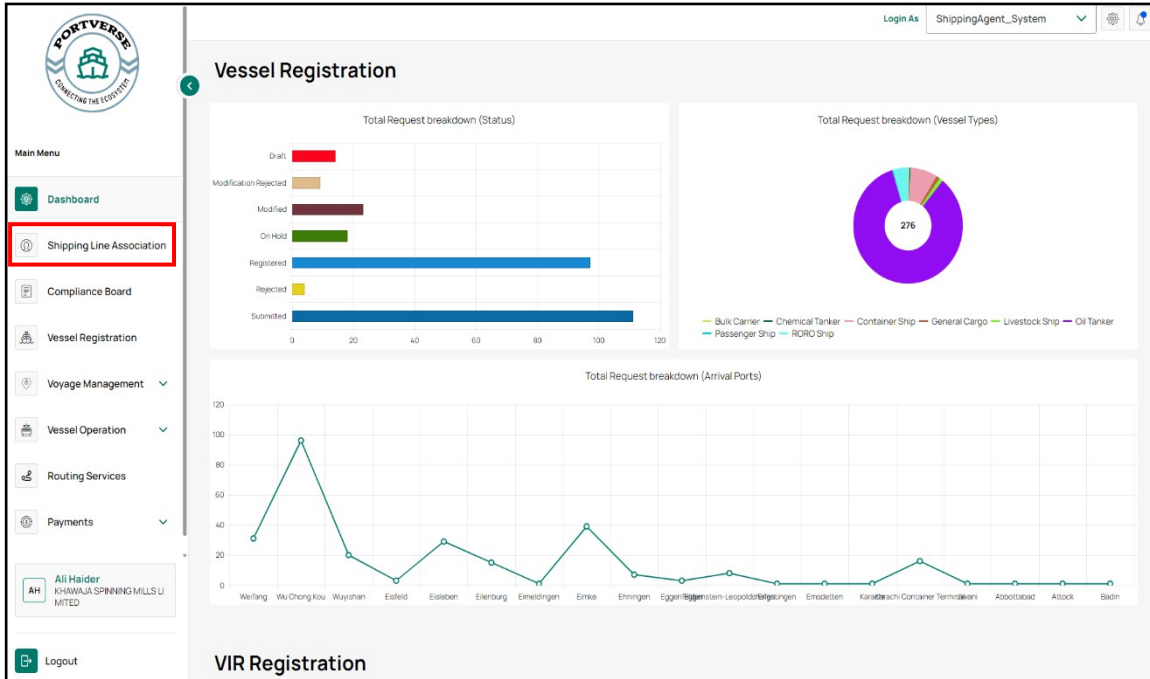 PORTVERSE
CONNECTING THE ECOSYSTEM
Main Menu
Dashboard
Shipping Line Association
Compliance Board
Vessel Registration
Voyage Management
Vessel Operation
Routing Services
Payments
AH
Ali Haider
KHAWAJA SPINNING MILLS LI
MITED
Logout
Login As
ShippingAgent_System
Vessel Registration
Total Request breakdown (Status)
Draft
Modification Rejected
Modified
On Hold
Registered
Rejected
Submitted
0 20 40 60 80 100 120
Total Request breakdown (Vessel Types)
276
Bulk Carrier Chemical Tanker Container Ship General Cargo Livestock Ship Oil Tanker
Passenger Ship RORO Ship
Total Request breakdown (Arrival Ports)
120
100
80
60
40
20
0
Weifang Wu Chong Kou Wuyishan Eisfeld Eisleben Eilenburg Eimeldingen Eimke Ehningen Emsdetten Abbottabad Attock Badin
VIR Registration